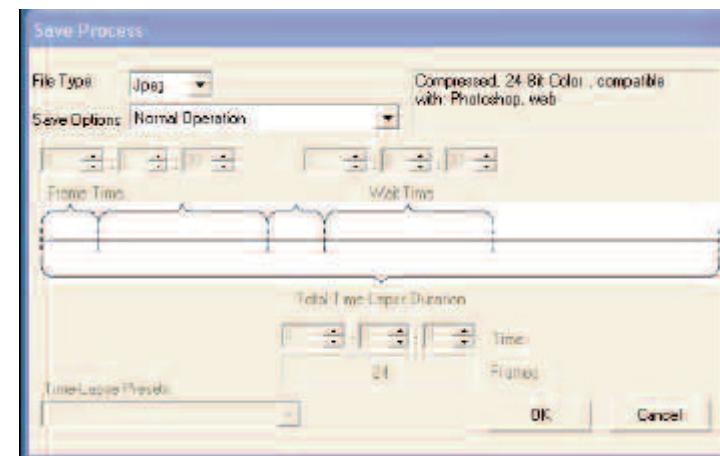 Save Process
File Type Jpeg
Compressed, 24 Bit Color , compatible
with: Photoshop, web
Save Options Normal Operation
Frame Time Wait Time
Total Time Lapse Duration
Time
24 Frames
Time-Lapse Presets
OK Cancel